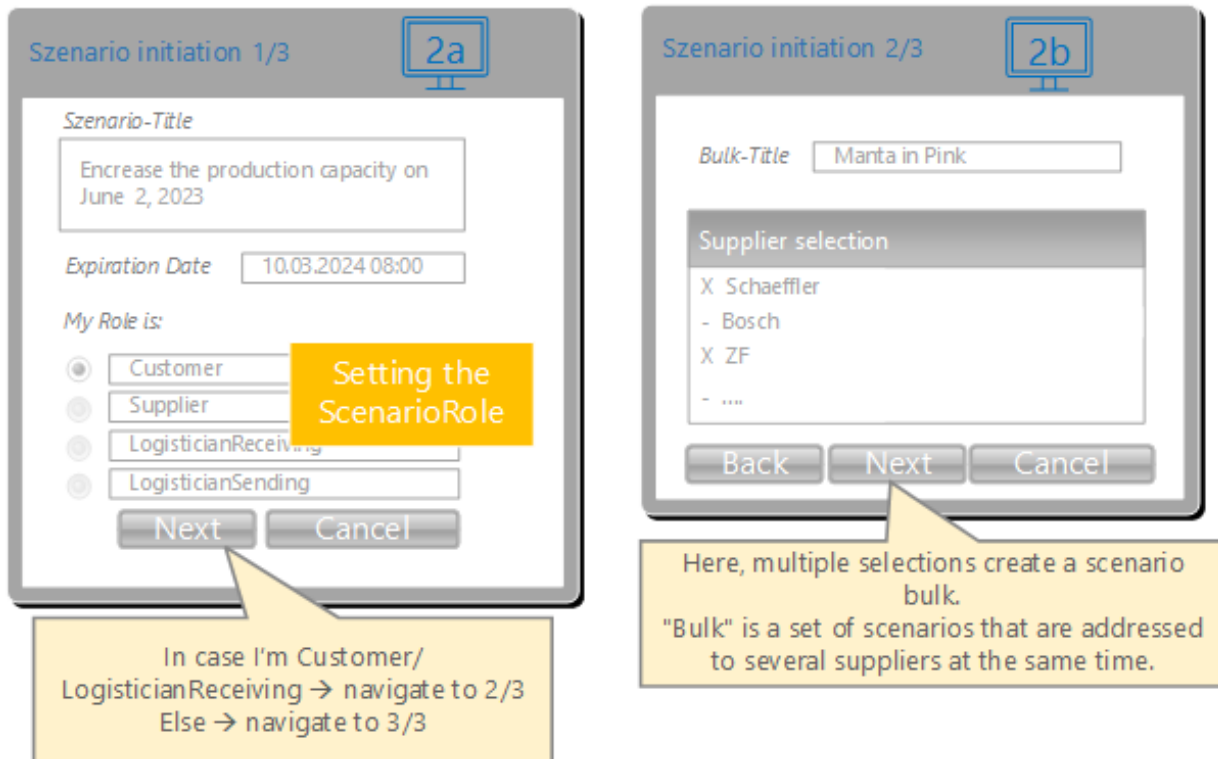 Szenario initiation 1/3
2a
Szenario-Title
Encrease the production capacity on
June 2, 2023
Expiration Date 10.03.2024 08:00
My Role is:
Customer
Supplier
LogisticianReceiving
LogisticianSending
Setting the
ScenarioRole
Next Cancel
In case I'm Customer/
LogisticianReceiving → navigate to 2/3
Else → navigate to 3/3
Szenario initiation 2/3
2b
Bulk-Title Manta in Pink
Supplier selection
X Schaeffler
- Bosch
X ZF
- ....
Back Next Cancel
Here, multiple selections create a scenario
bulk.
"Bulk" is a set of scenarios that are addressed
to several suppliers at the same time.